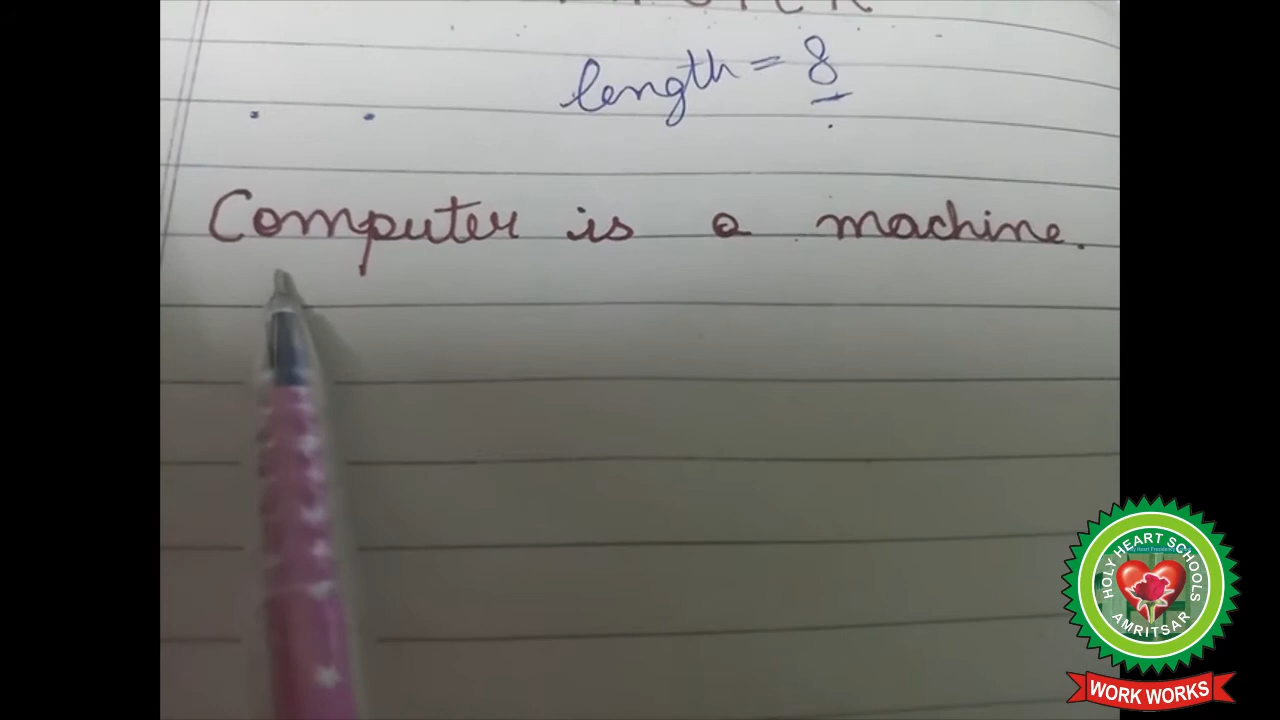 length = 8
Computer is a machine.
HOLY HEART SCHOOLS
AMRITSAR
WORK WORKS